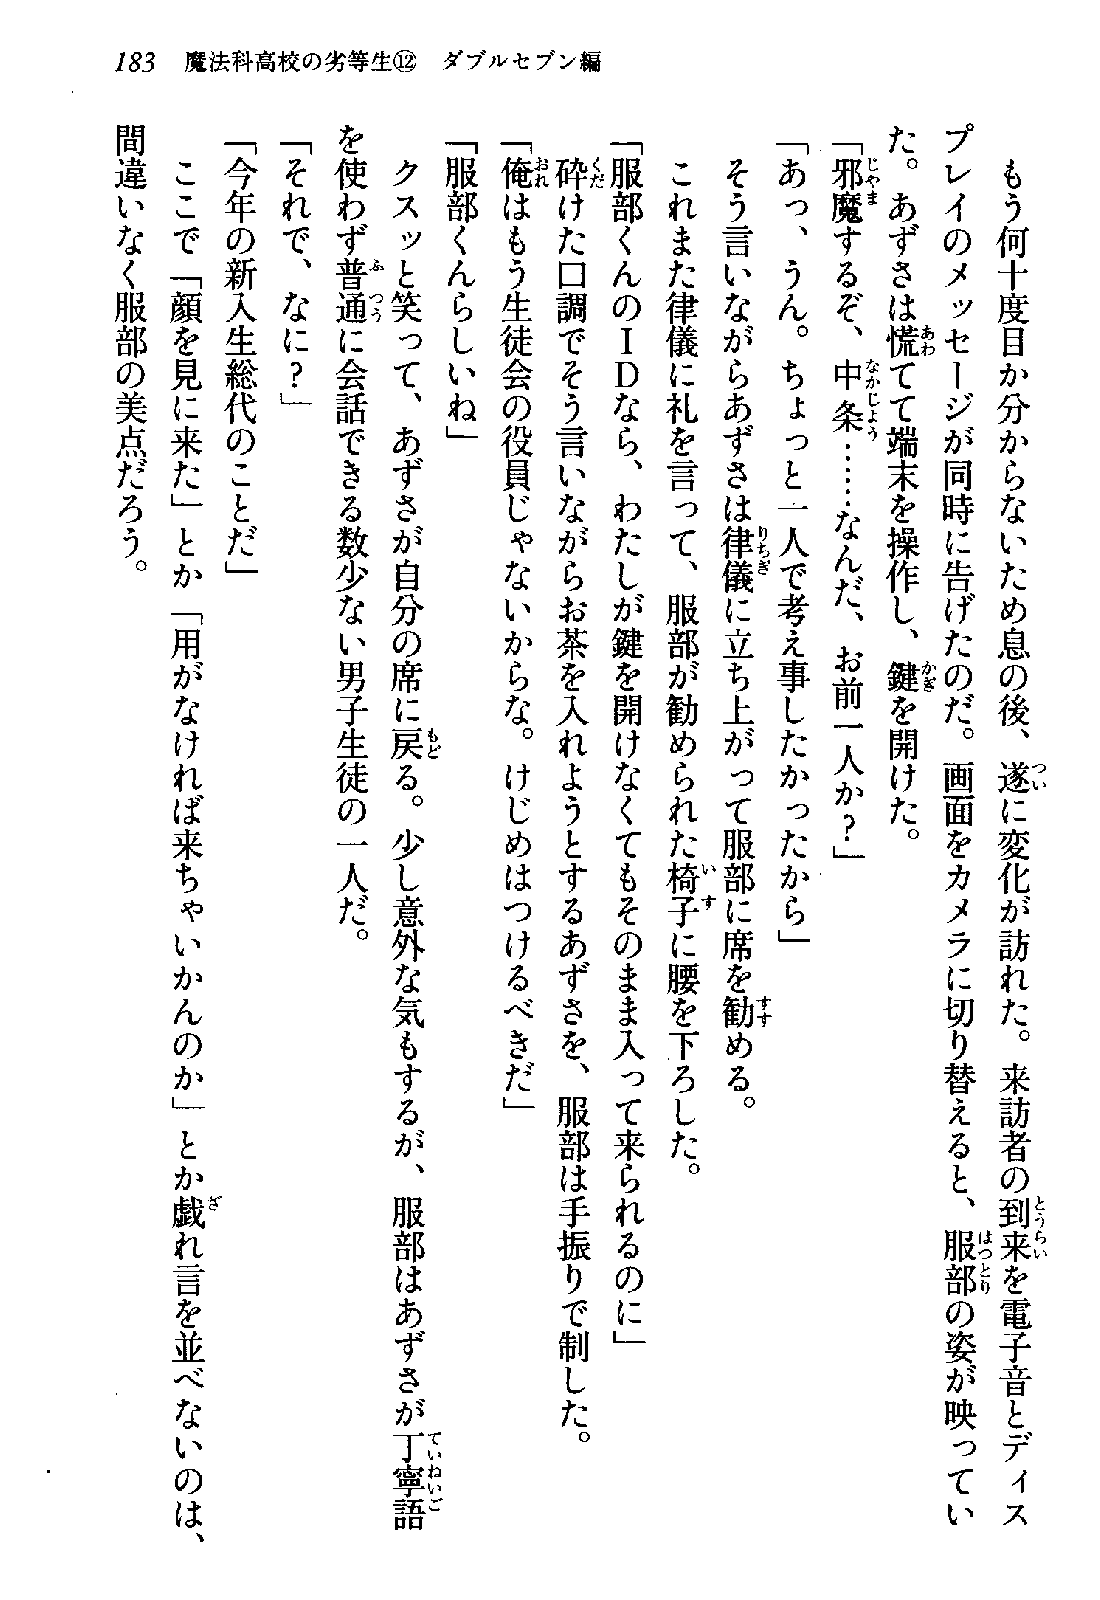 183　魔法科高校の劣等生⑫　ダブルセブン編
　もう何十度目か分からないため息の後、遂に変化が訪れた。来訪者の到来を電子音とディス
プレイのメッセージが同時に告げたのだ。画面をカメラに切り替えると、服部の姿が映ってい
た。あずさは慌てて端末を操作し、鍵を開けた。
「邪魔するぞ、中条……なんだ、お前一人か？」
「あっ、うん。ちょっと一人で考え事したかったから」
　そう言いながらあずさは律儀に立ち上がって服部に席を勧める。
　これまた律儀に礼を言って、服部が勧められた椅子に腰を下ろした。
「服部くんのＩＤなら、わたしが鍵を開けなくてもそのまま入って来られるのに」
　砕けた口調でそう言いながらお茶を入れようとするあずさを、服部は手振りで制した。
「俺はもう生徒会の役員じゃないからな。けじめはつけるべきだ」
「服部くんらしいね」
　クスッと笑って、あずさが自分の席に戻る。少し意外な気もするが、服部はあずさが丁寧語
を使わず普通に会話できる数少ない男子生徒の一人だ。
「それで、なに？」
「今年の新入生総代のことだ」
　ここで「顔を見に来た」とか「用がなければ来ちゃいかんのか」とか戯れ言を並べないのは、
間違いなく服部の美点だろう。